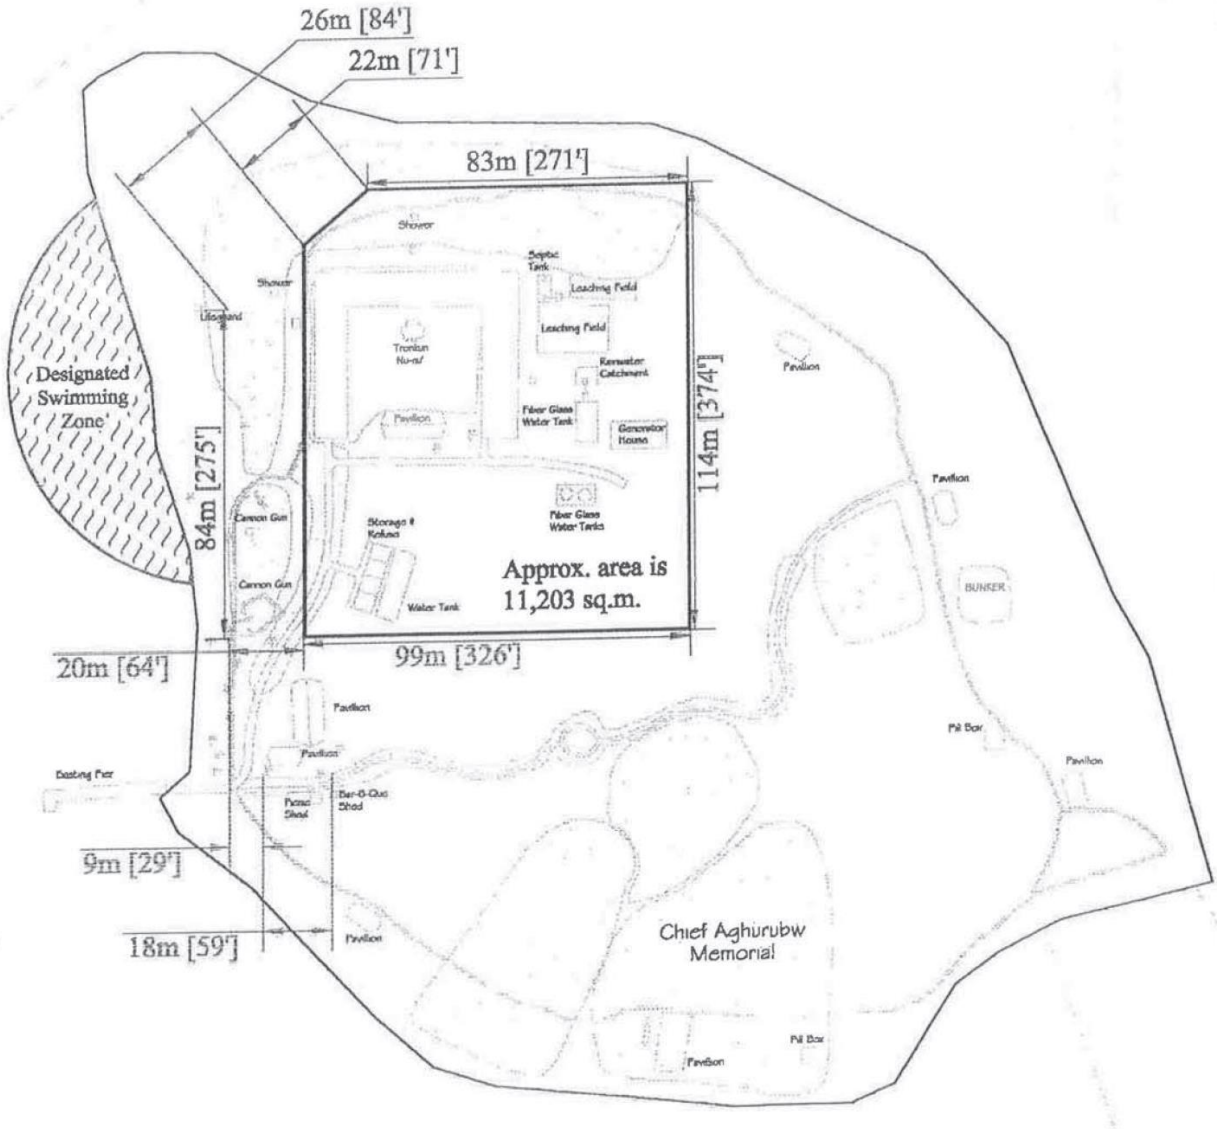 26m [84']
22m [71']
83m [271']
Shower
Septic
Tank
Shower
Leaching Field
Leaching Field
Rainwater
Catchment
Pavilion
Designated
Swimming
Zone
Fiber Glass
Water Tank
Pavilion
Generator
House
114m [374']
84m [275']
Pavilion
Fiber Glass
Water Tanks
Cannon Gun
Storage &
BUNKER
Cannon Gun
Water Tank
Approx. area is
11,203 sq.m.
20m [64']
99m [326']
Pavilion
Pavilion
Pill Box
Pavilion
Boating Pier
Picnic
Shed
Bar-B-Que
Shed
9m [29']
18m [59']
Pavilion
Chief Aghurubw
Memorial
Pavilion
Pill Box